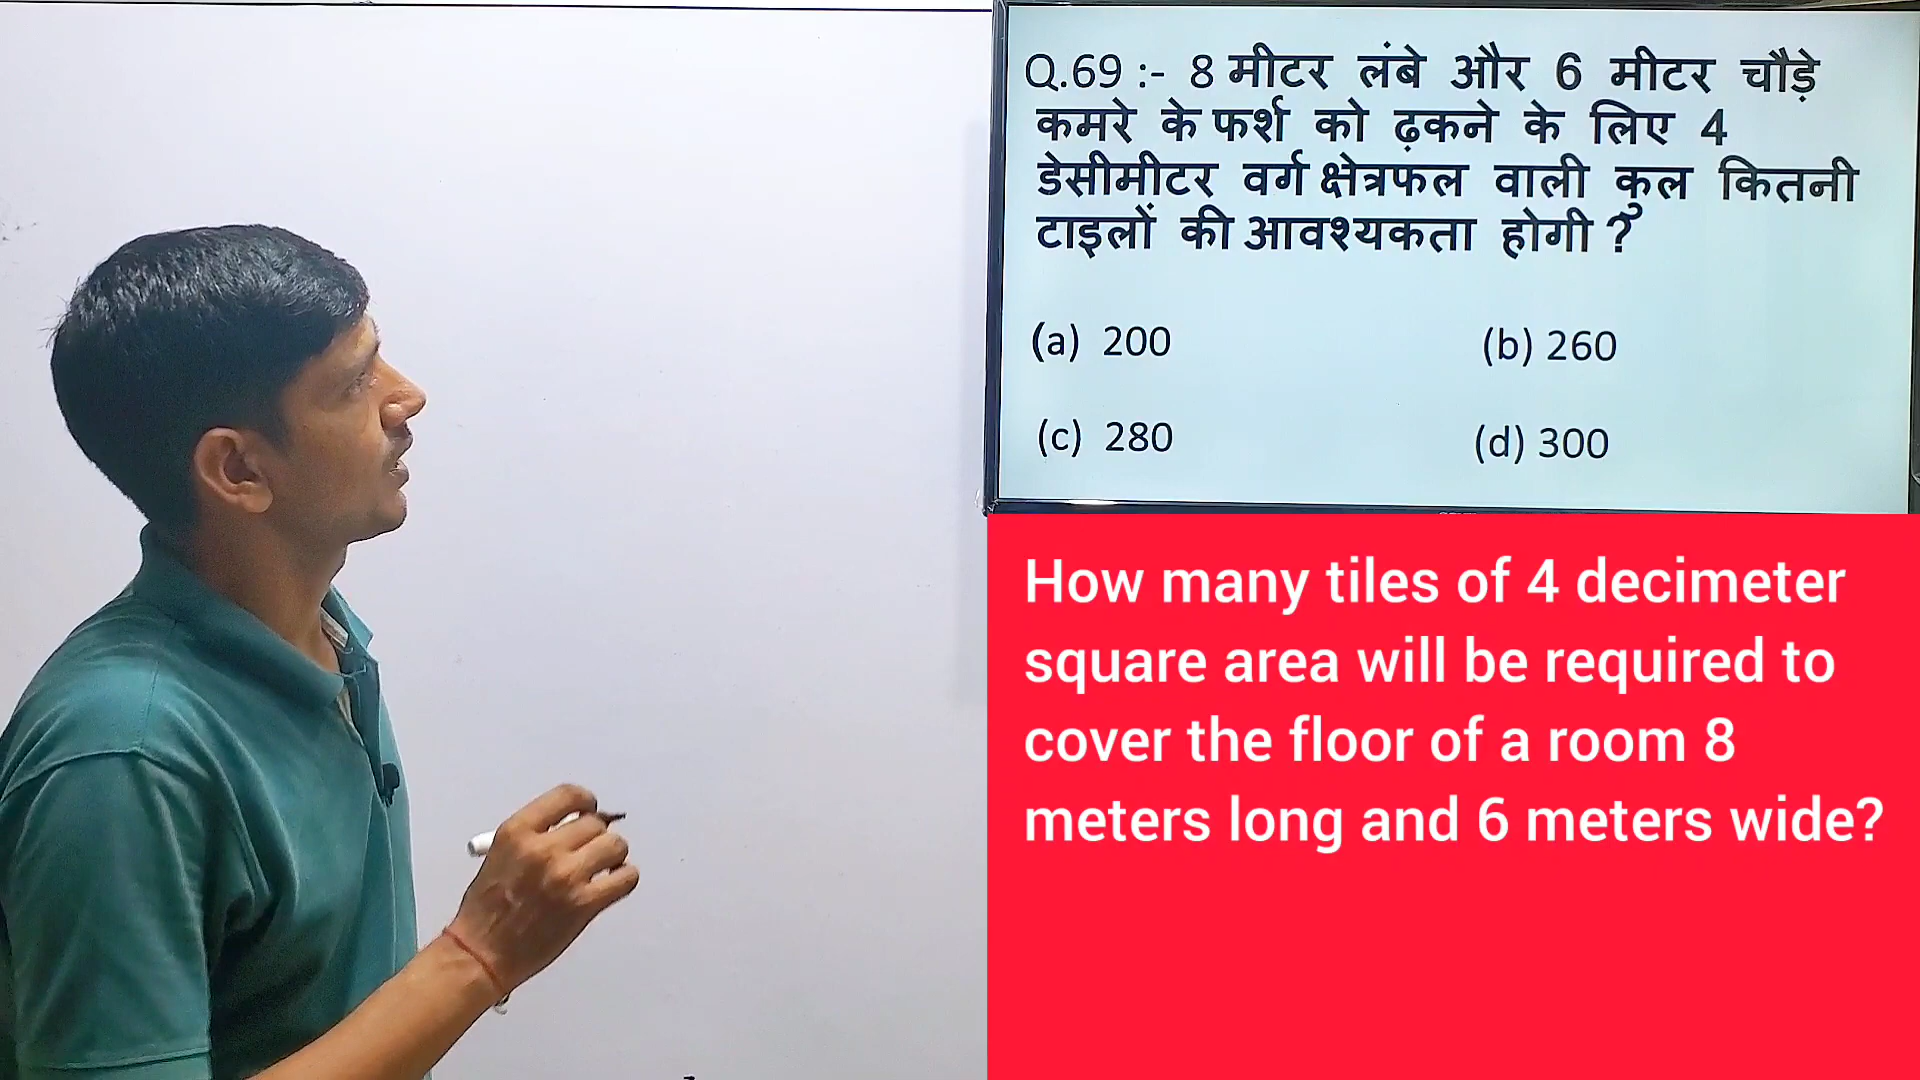 Q.69 :- 8 मीटर लंबे और 6 मीटर चौड़े
कमरे के फर्श को ढ़कने के लिए 4
डेसीमीटर वर्ग क्षेत्रफल वाली कुल कितनी
टाइलों की आवश्यकता होगी ?
(a) 200
(b) 260
(c) 280
(d) 300
How many tiles of 4 decimeter
square area will be required to
cover the floor of a room 8
meters long and 6 meters wide?